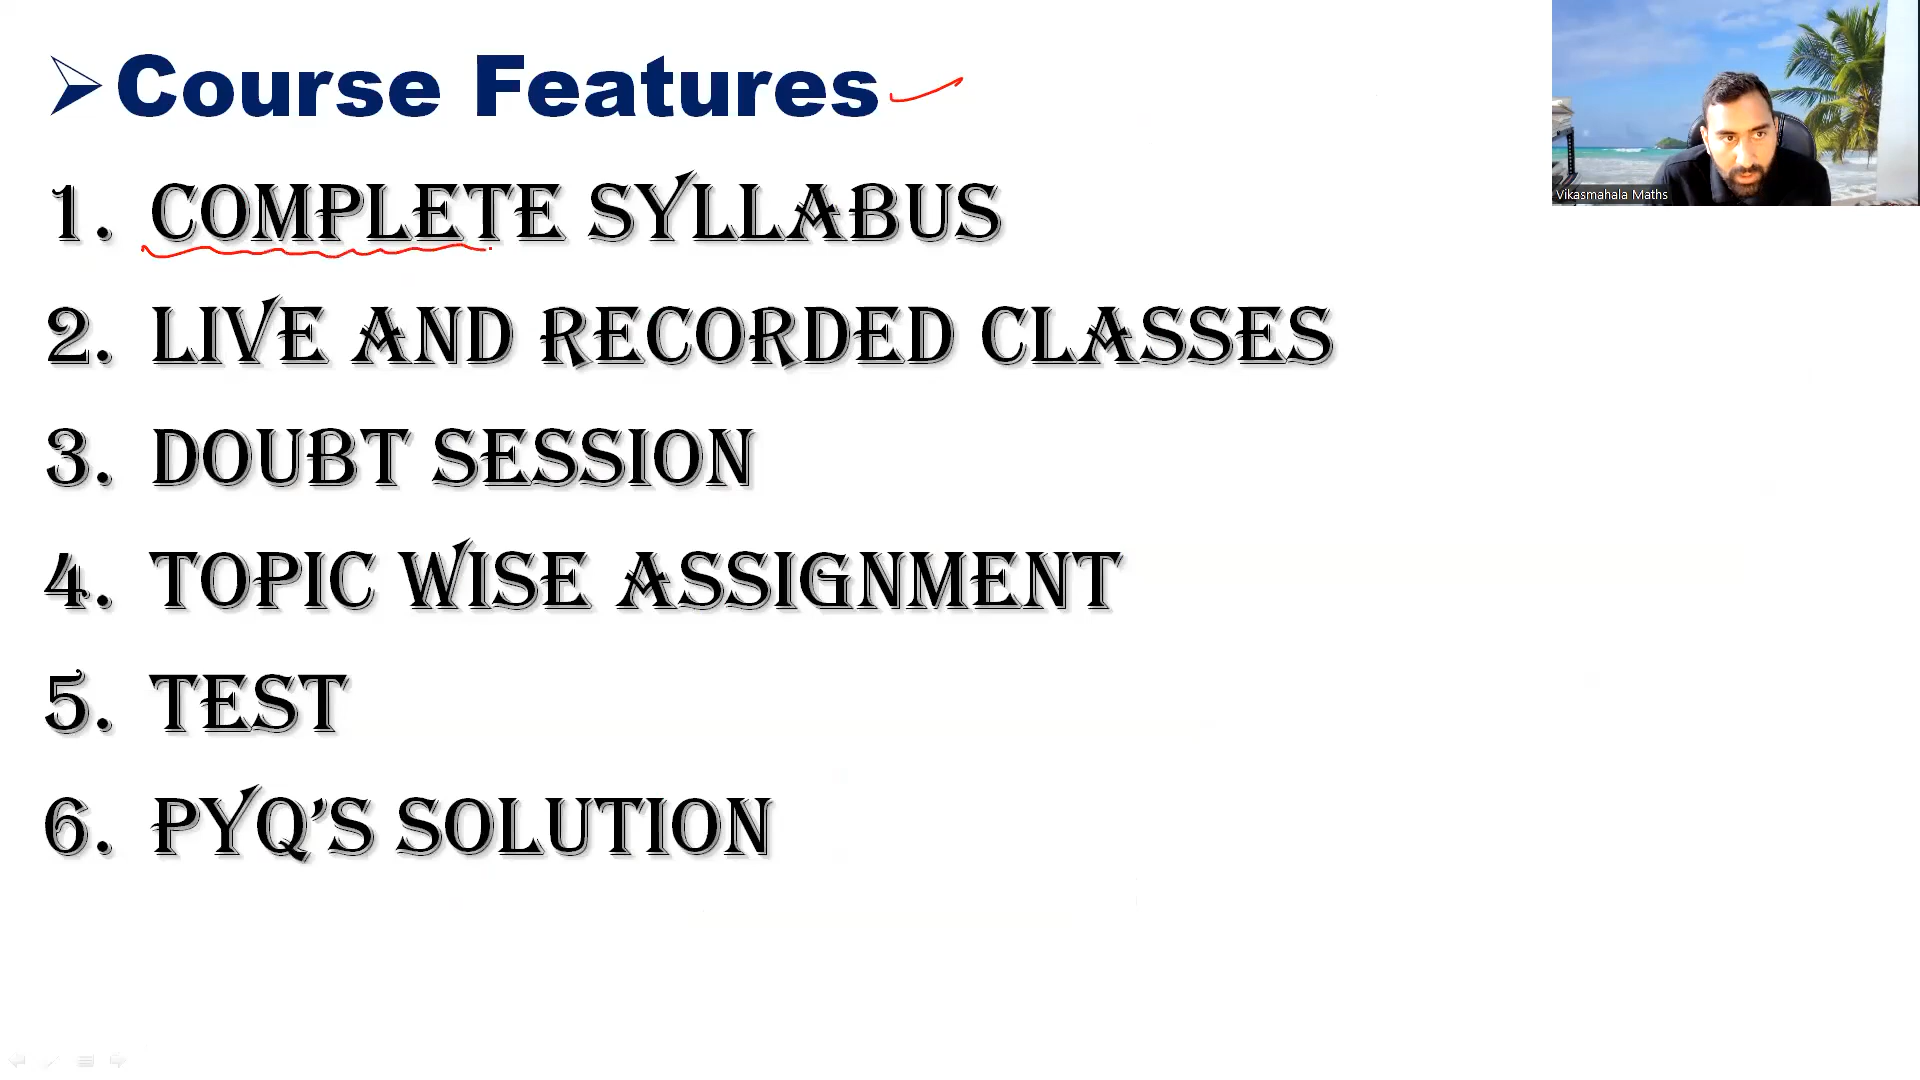 Course Features
1. COMPLETE SYLLABUS
2. LIVE AND RECORDED CLASSES
3. DOUBT SESSION
4. TOPIC WISE ASSIGNMENT
5. TEST
6. PYQ'S SOLUTION
Vikasmahala Maths